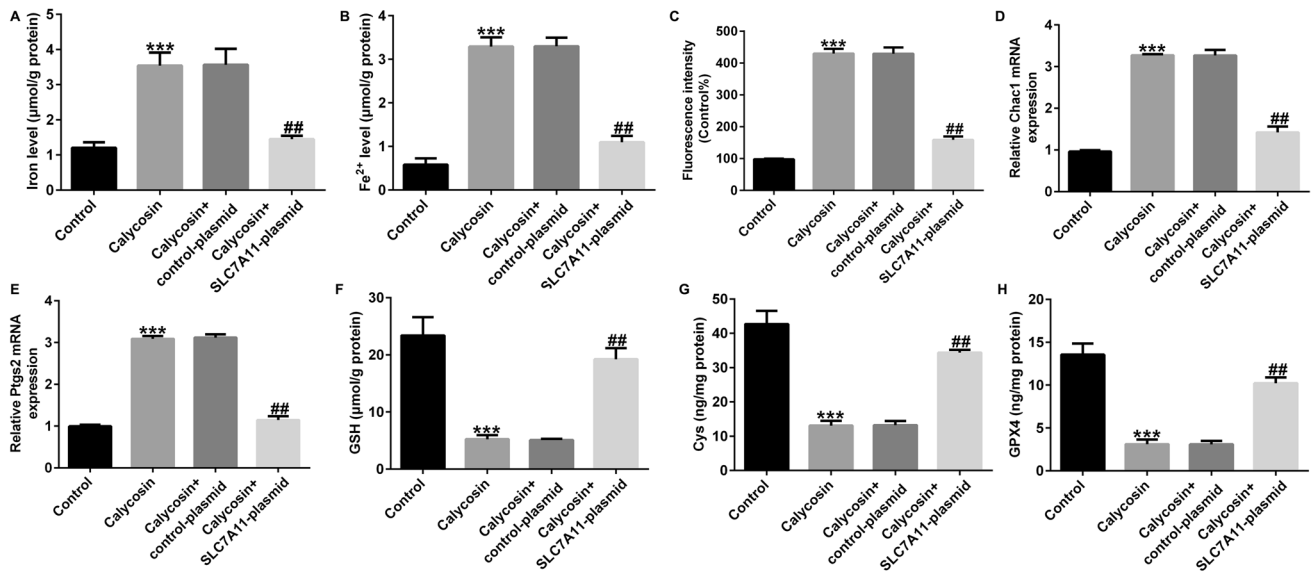 A
Iron level (μmol/g protein)
5
4
3
2
1
0
***
##
Control
Calycosin
Calycosin+
control-plasmid
Calycosin+
SLC7A11-plasmid
B
Fe²⁺ level (μmol/g protein)
4
3
2
1
0
***
##
Control
Calycosin
Calycosin+
control-plasmid
Calycosin+
SLC7A11-plasmid
C
Fluorescence intensity
(Control%)
500
400
300
200
100
0
***
##
Control
Calycosin
Calycosin+
control-plasmid
Calycosin+
SLC7A11-plasmid
D
Relative Chac1 mRNA
expression
4
3
2
1
0
***
##
Control
Calycosin
Calycosin+
control-plasmid
Calycosin+
SLC7A11-plasmid
E
Relative Ptgs2 mRNA
expression
4
3
2
1
0
***
##
Control
Calycosin
Calycosin+
control-plasmid
Calycosin+
SLC7A11-plasmid
F
GSH (μmol/g protein)
30
20
10
0
***
##
Control
Calycosin
Calycosin+
control-plasmid
Calycosin+
SLC7A11-plasmid
G
Cys (ng/mg protein)
50
40
30
20
10
0
***
##
Control
Calycosin
Calycosin+
control-plasmid
Calycosin+
SLC7A11-plasmid
H
GPX4 (ng/mg protein)
20
15
10
5
0
***
##
Control
Calycosin
Calycosin+
control-plasmid
Calycosin+
SLC7A11-plasmid